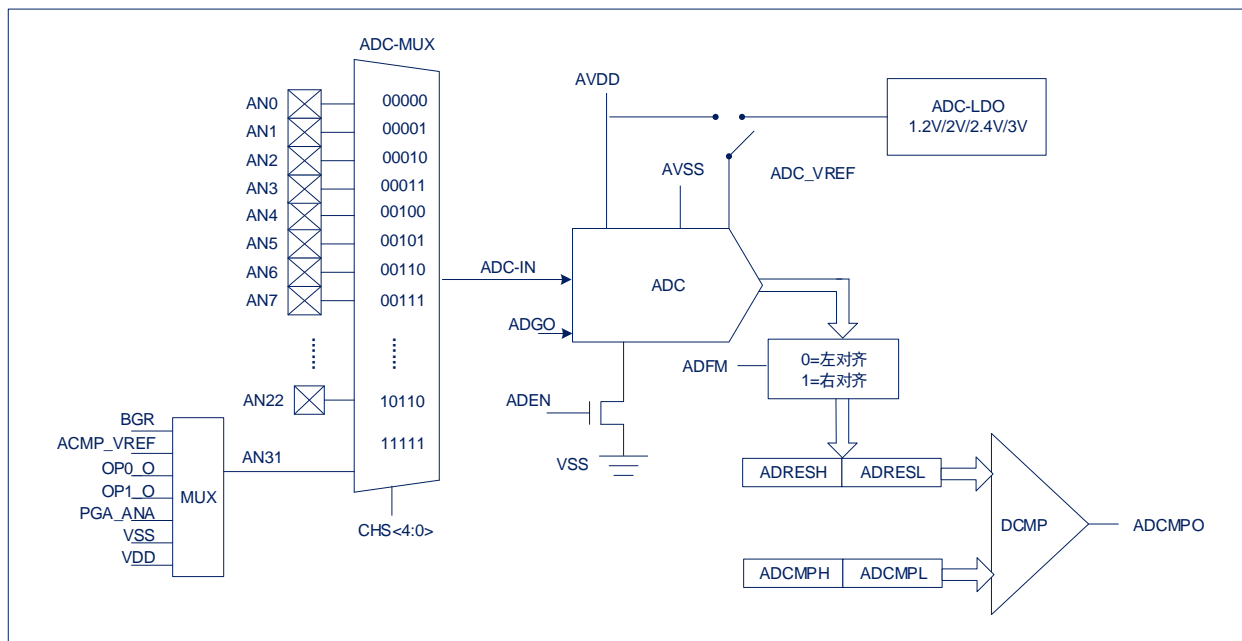 ADC-MUX
AVDD
ADC-LDO
1.2V/2V/2.4V/3V
AN0
00000
AN1
00001
AN2
00010
AN3
00011
AN4
00100
AN5
00101
AN6
00110
AN7
00111
AVSS
ADC_VREF
ADC-IN
ADC
ADGO
ADFM
0=左对齐
1=右对齐
......
......
AN22
10110
ADEN
BGR
ACMP_VREF
OP0_O
OP1_O
PGA_ANA
VSS
VDD
MUX
AN31
11111
VSS
CHS<4:0>
ADRESH
ADRESL
DCMP
ADCMPO
ADCMPH
ADCMPL